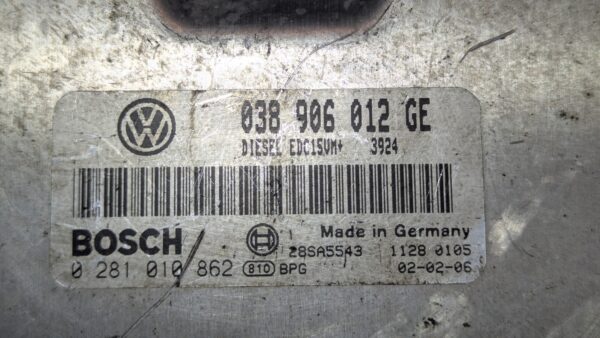 038 906 012 GE
DIESEL EDC15VM+ 3924
BOSCH
Made in Germany
28SA5543 1128 0105
0 281 010 862 810 BPG 02-02-06